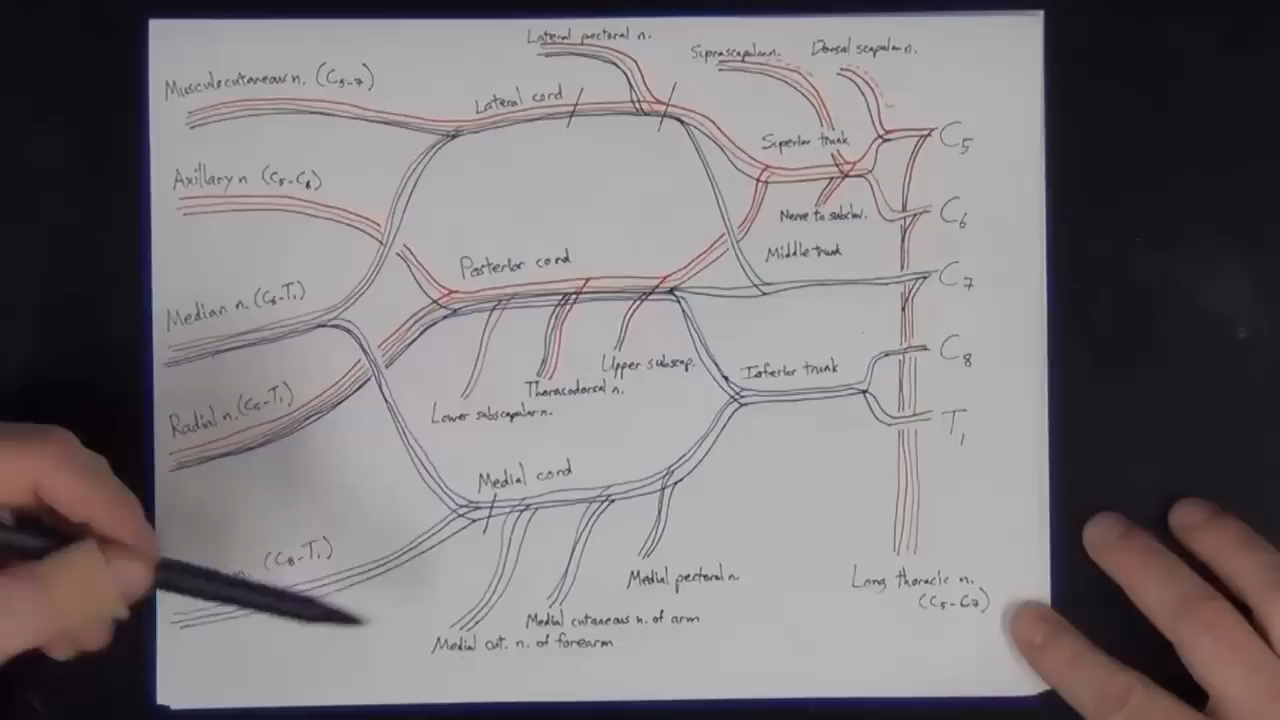 Lateral pectoral n.
Suprascapular n.
Dorsal scapular n.
Musculocutaneous n. (C5-7)
Lateral cord
Superior trunk
C5
Axillary n (C5-C6)
Nerve to subclav.
C6
Posterior cord
Middle trunk
C7
Median n. (C6-T1)
Upper subscap.
Inferior trunk
C8
Thoracodorsal n.
Radial n. (C5-T1)
Lower subscapular n.
T1
Medial cord
n. (C8-T1)
Medial pectoral n.
Long thoracic n.
(C5-C7)
Medial cutaneous n. of arm
Medial cut. n. of forearm